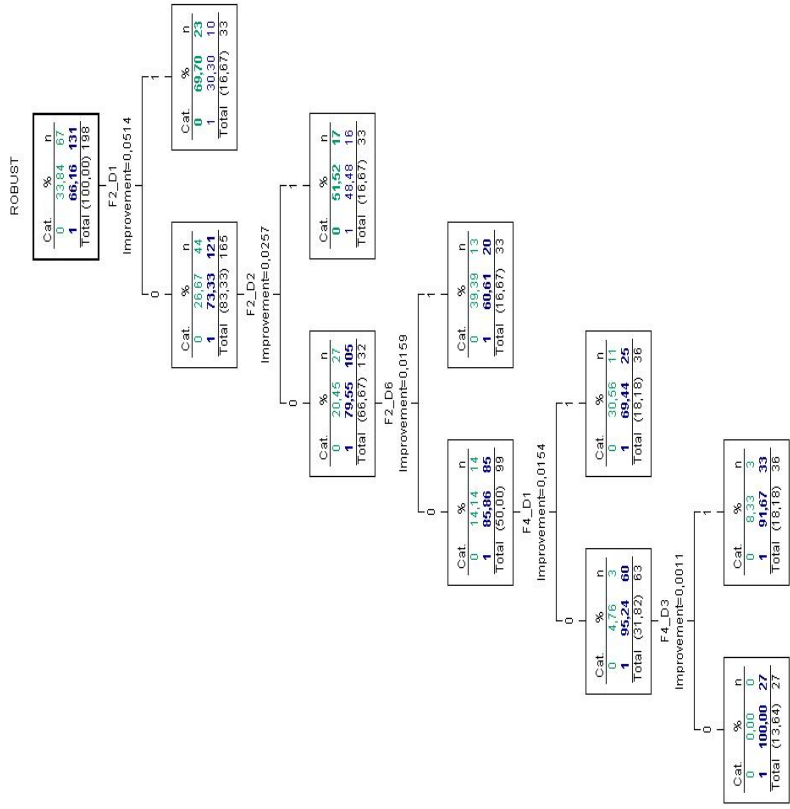 ROBUST
Cat. % n
0 33,84 67
1 66,16 131
Total (100,00) 198
F2_D1
Improvement=0,0514
0
1
Cat. % n
0 26,67 44
1 73,33 121
Total (83,33) 165
Cat. % n
0 69,70 23
1 30,30 10
Total (16,67) 33
F2_D2
Improvement=0,0257
0
1
Cat. % n
0 20,45 27
1 79,55 105
Total (66,67) 132
Cat. % n
0 51,52 17
1 48,48 16
Total (16,67) 33
F2_D6
Improvement=0,0159
0
1
Cat. % n
0 14,14 14
1 85,86 85
Total (50,00) 99
Cat. % n
0 39,39 13
1 60,61 20
Total (16,67) 33
F4_D1
Improvement=0,0154
0
1
Cat. % n
0 4,76 3
1 95,24 60
Total (31,82) 63
Cat. % n
0 30,56 11
1 69,44 25
Total (18,18) 36
F4_D3
Improvement=0,0011
0
1
Cat. % n
0 0,00 0
1 100,00 27
Total (13,64) 27
Cat. % n
0 8,33 3
1 91,67 33
Total (18,18) 36